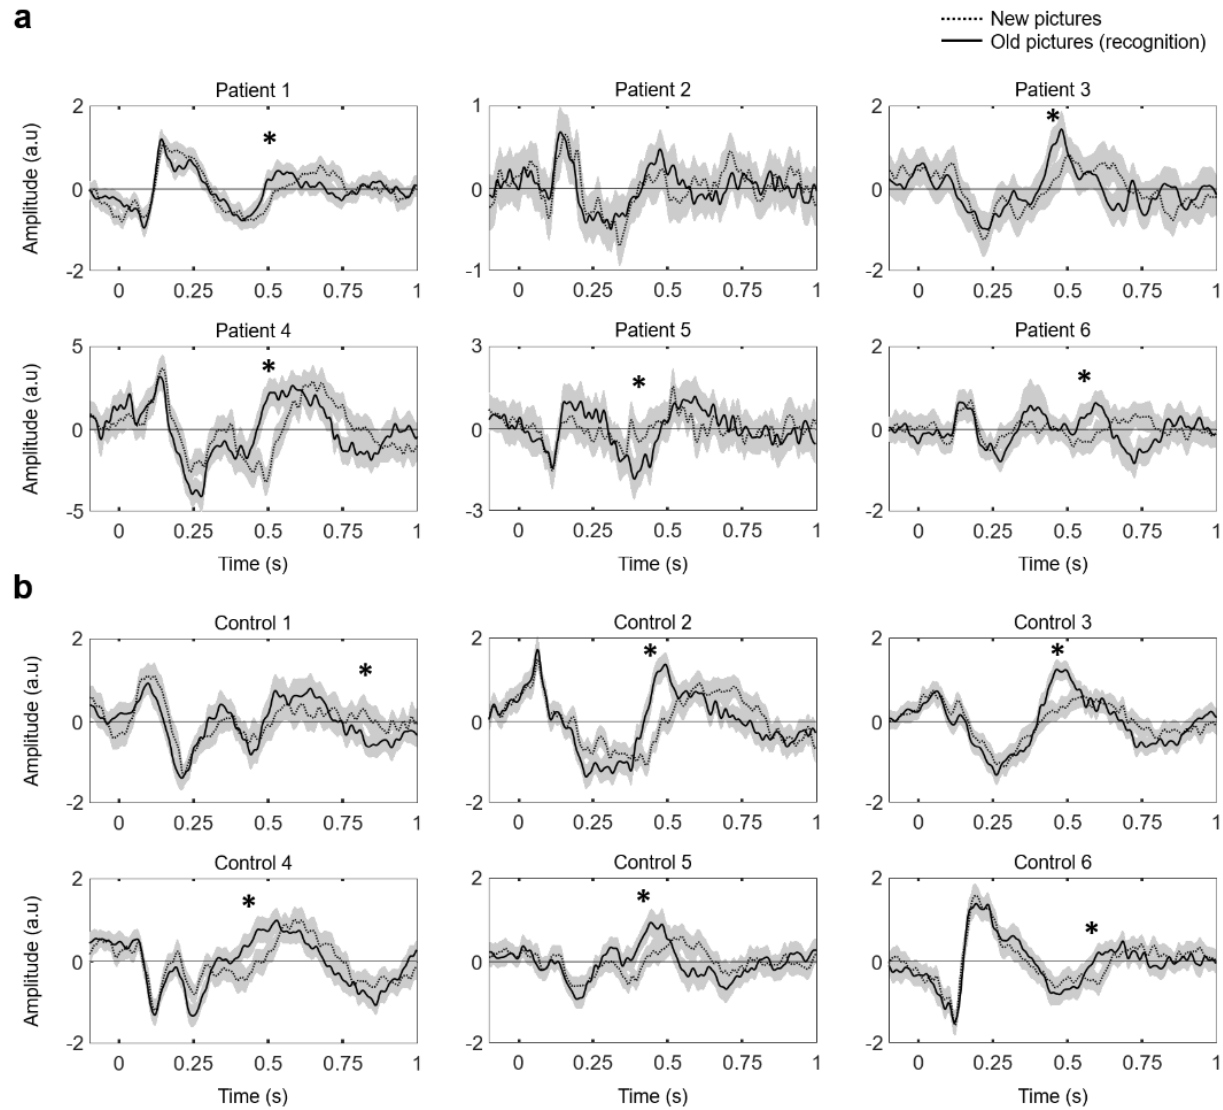 a
New pictures
Old pictures (recognition)
Patient 1
Patient 2
Patient 3
Amplitude (a.u)
2
0
-2
0 0.25 0.5 0.75 1
*
1
0
-1
0 0.25 0.5 0.75 1
2
0
-2
0 0.25 0.5 0.75 1
*
Patient 4
Patient 5
Patient 6
Amplitude (a.u)
5
0
-5
0 0.25 0.5 0.75 1
*
3
0
-3
0 0.25 0.5 0.75 1
*
2
0
-2
0 0.25 0.5 0.75 1
*
Time (s)
Time (s)
Time (s)
b
Control 1
Control 2
Control 3
Amplitude (a.u)
2
0
-2
0 0.25 0.5 0.75 1
*
2
0
-2
0 0.25 0.5 0.75 1
*
2
0
-2
0 0.25 0.5 0.75 1
*
Control 4
Control 5
Control 6
Amplitude (a.u)
2
0
-2
0 0.25 0.5 0.75 1
*
2
0
-2
0 0.25 0.5 0.75 1
*
2
0
-2
0 0.25 0.5 0.75 1
*
Time (s)
Time (s)
Time (s)